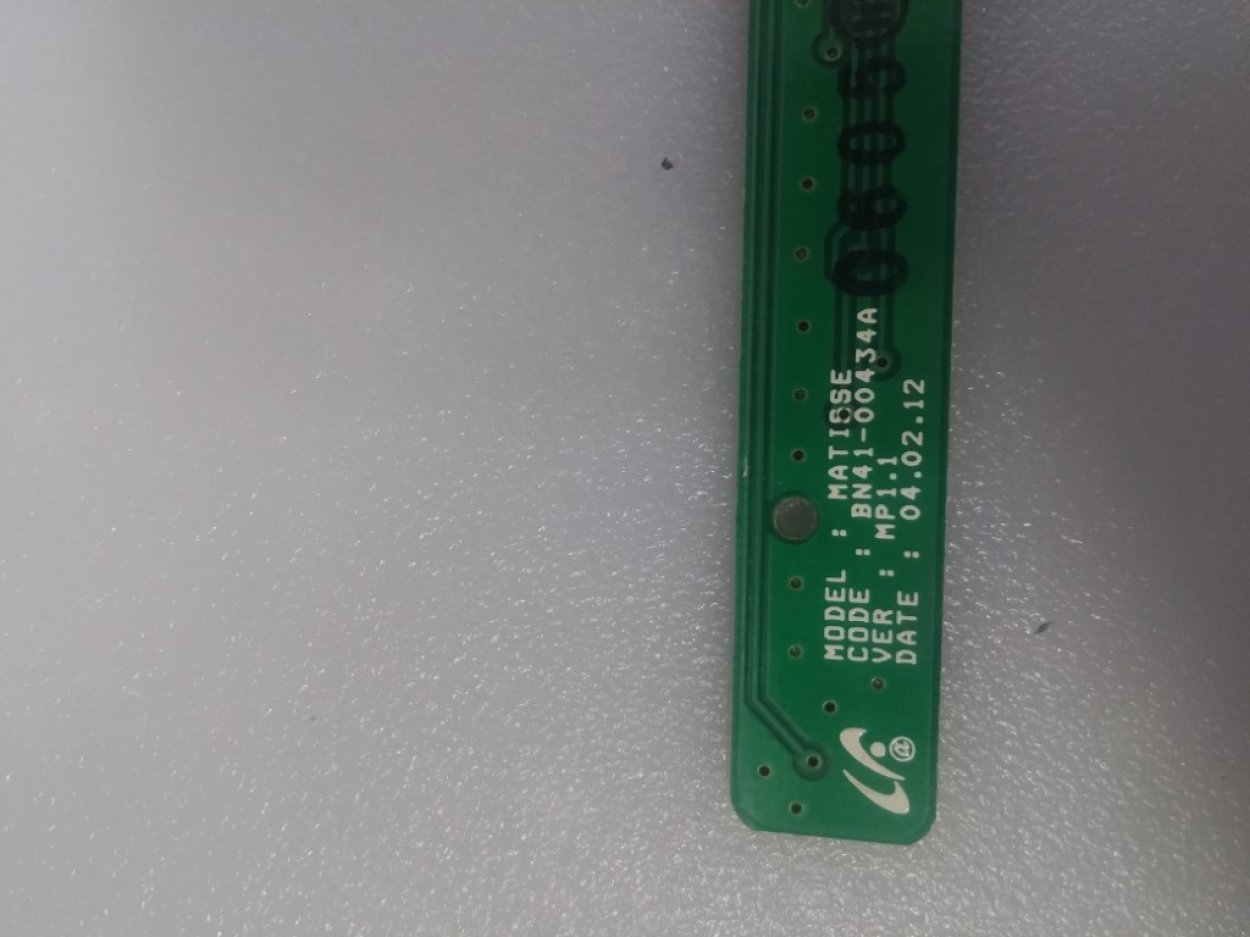 MODEL : MATISSE
CODE : BN41-00434A
VER : MP1.1
DATE : 04.02.12
@
0605